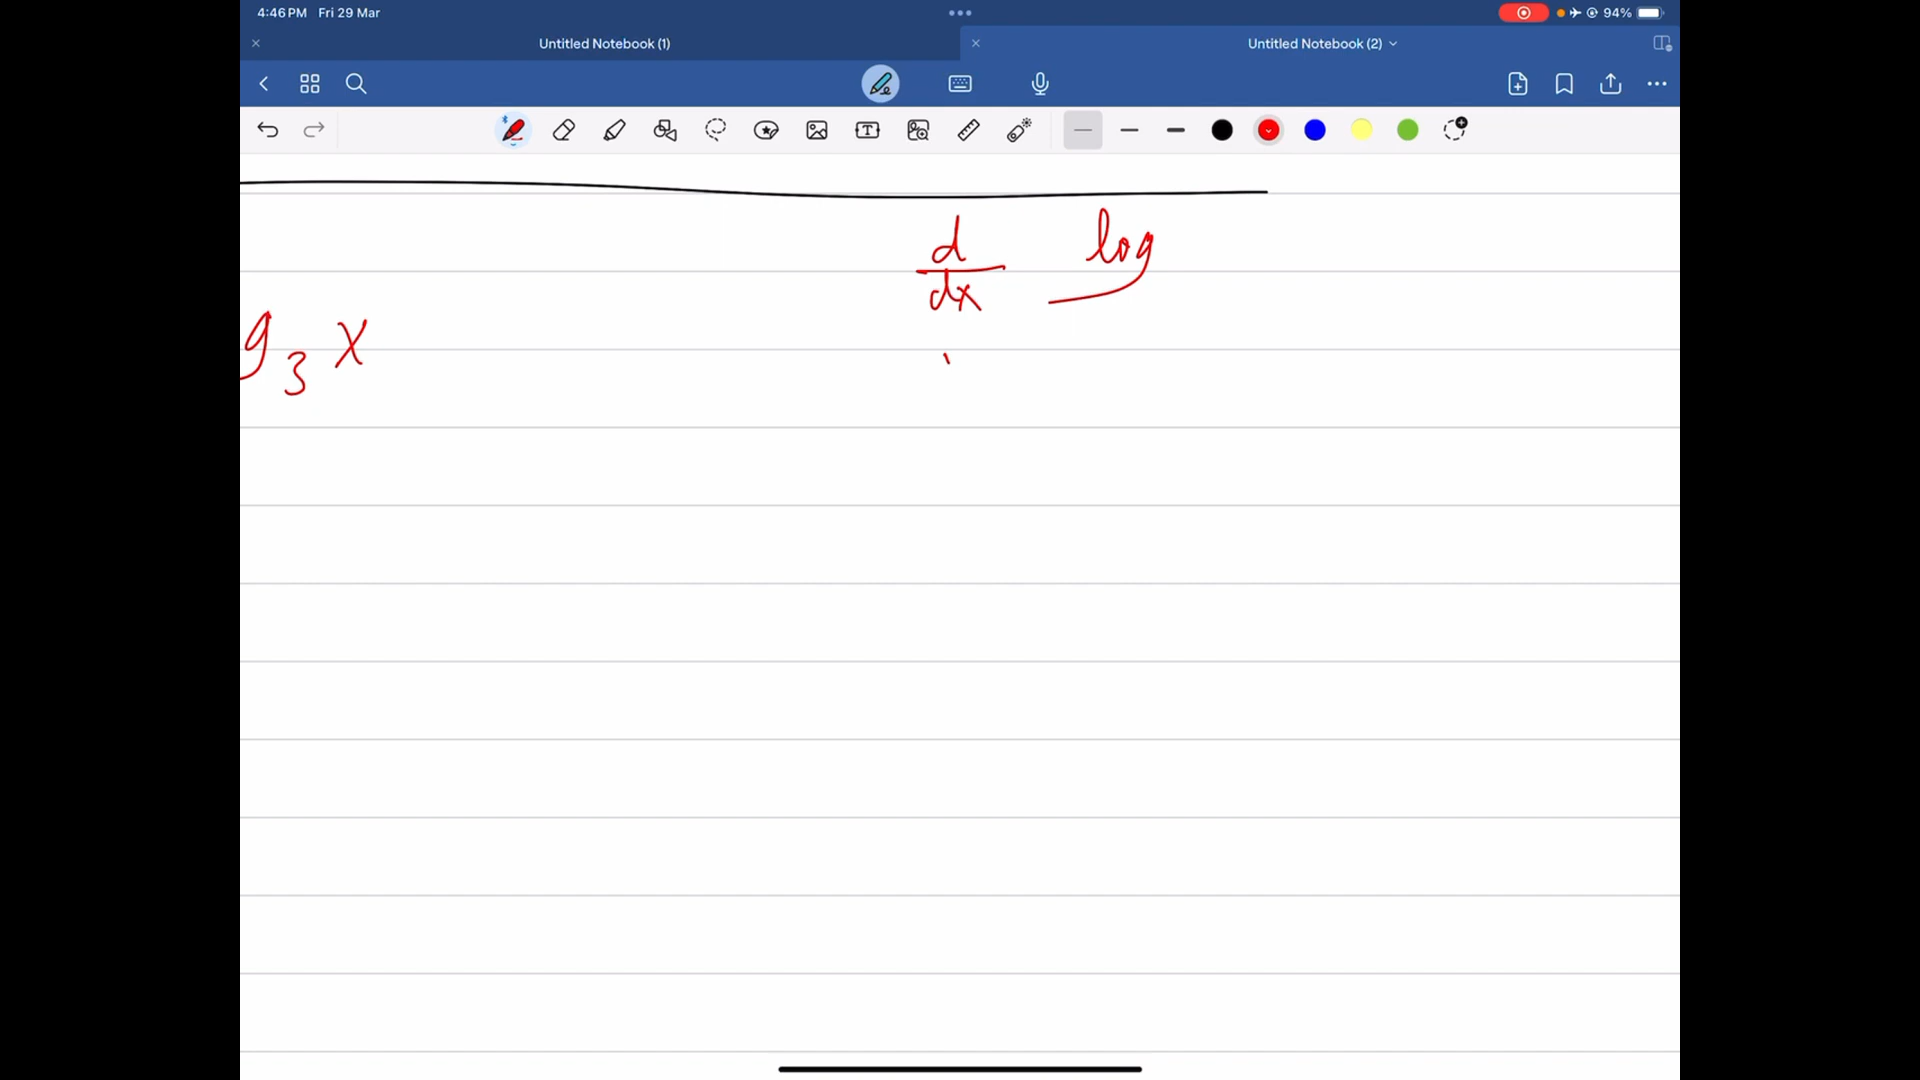 4:46 PM Fri 29 Mar
94%
Untitled Notebook (1)
Untitled Notebook (2)
T
d log
dx
g₃ x